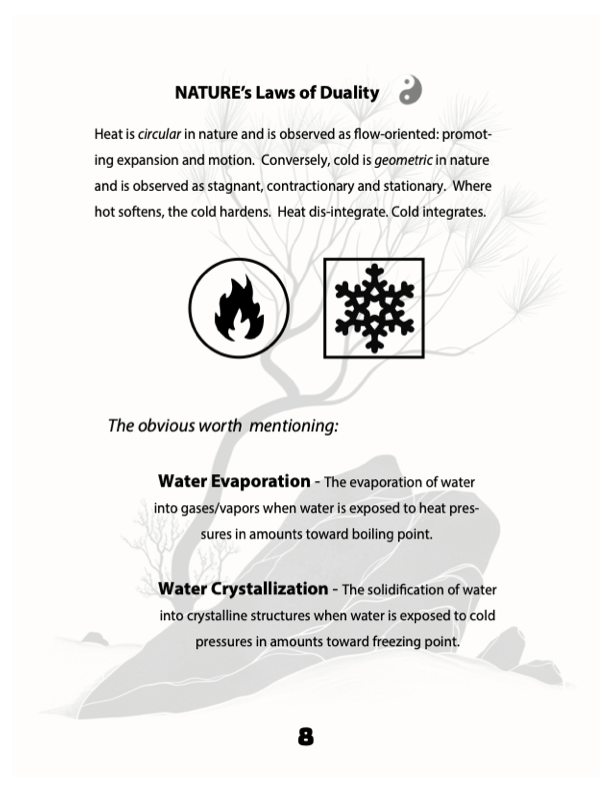 NATURE's Laws of Duality
Heat is circular in nature and is observed as flow-oriented: promot-
ing expansion and motion. Conversely, cold is geometric in nature
and is observed as stagnant, contractionary and stationary. Where
hot softens, the cold hardens. Heat dis-integrate. Cold integrates.
The obvious worth mentioning:
Water Evaporation - The evaporation of water
into gases/vapors when water is exposed to heat pres-
sures in amounts toward boiling point.
Water Crystallization - The solidification of water
into crystalline structures when water is exposed to cold
pressures in amounts toward freezing point.
8